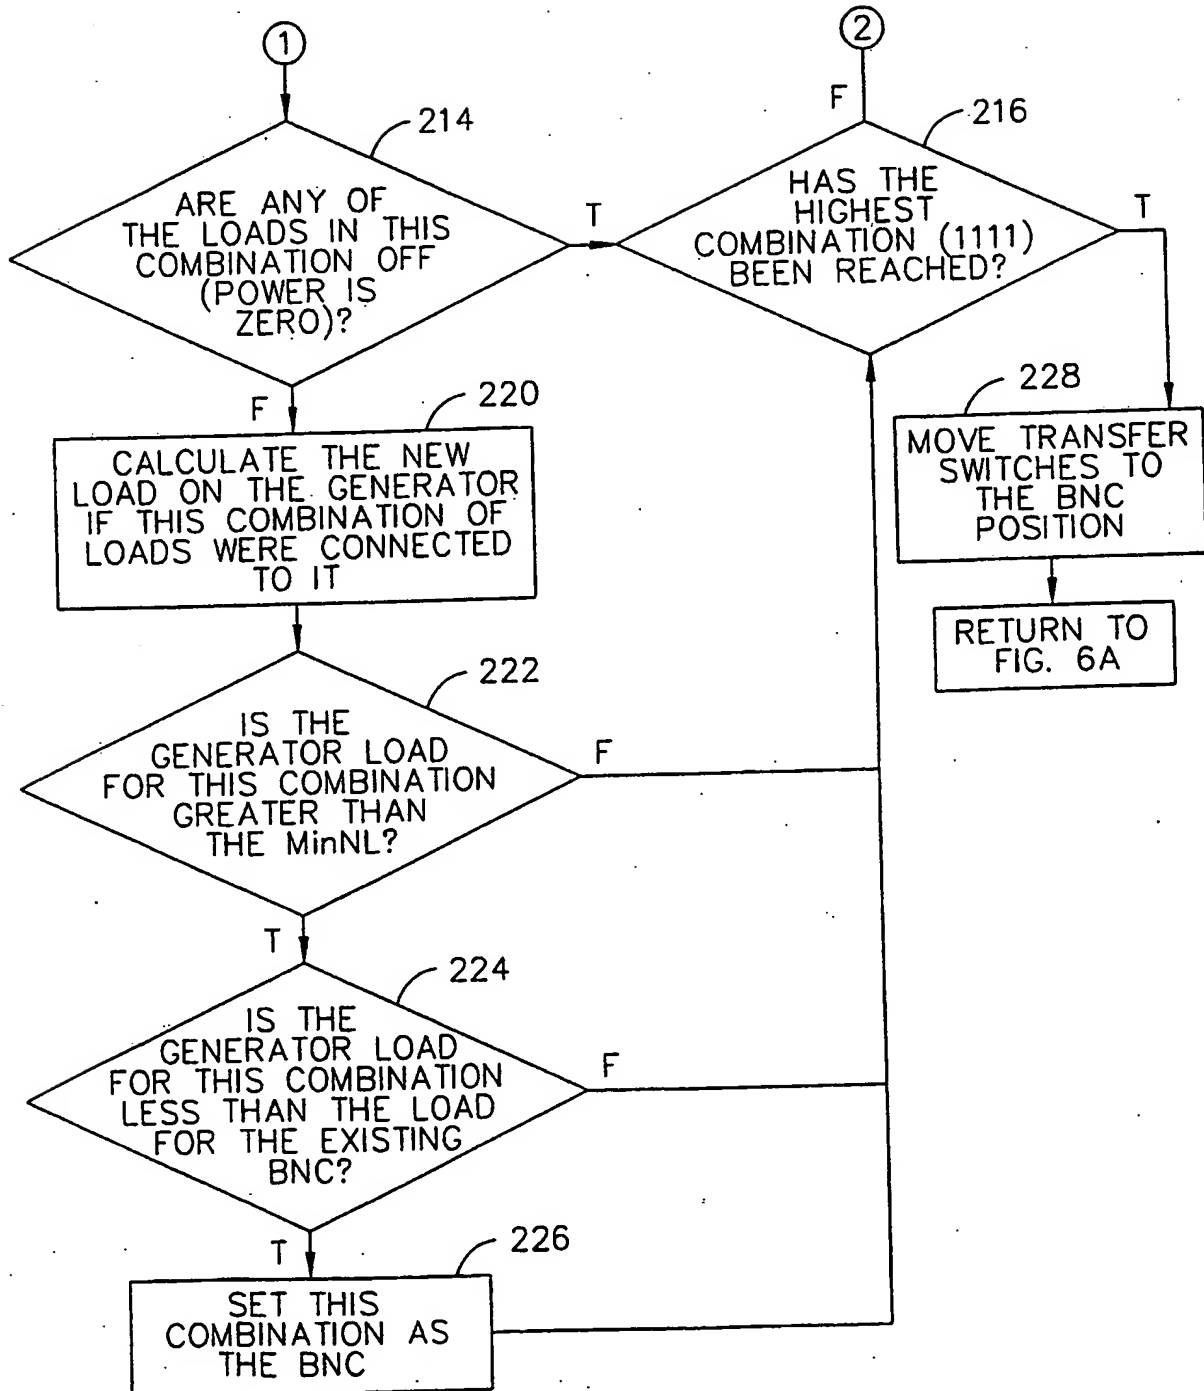 1
214
ARE ANY OF
THE LOADS IN THIS
COMBINATION OFF
(POWER IS
ZERO)?
T
F
2
F
216
HAS THE
HIGHEST
COMBINATION (1111)
BEEN REACHED?
T
220
CALCULATE THE NEW
LOAD ON THE GENERATOR
IF THIS COMBINATION OF
LOADS WERE CONNECTED
TO IT
228
MOVE TRANSFER
SWITCHES TO
THE BNC
POSITION
RETURN TO
FIG. 6A
222
IS THE
GENERATOR LOAD
FOR THIS COMBINATION
GREATER THAN
THE MinNL?
F
T
224
IS THE
GENERATOR LOAD
FOR THIS COMBINATION
LESS THAN THE LOAD
FOR THE EXISTING
BNC?
F
T
226
SET THIS
COMBINATION AS
THE BNC